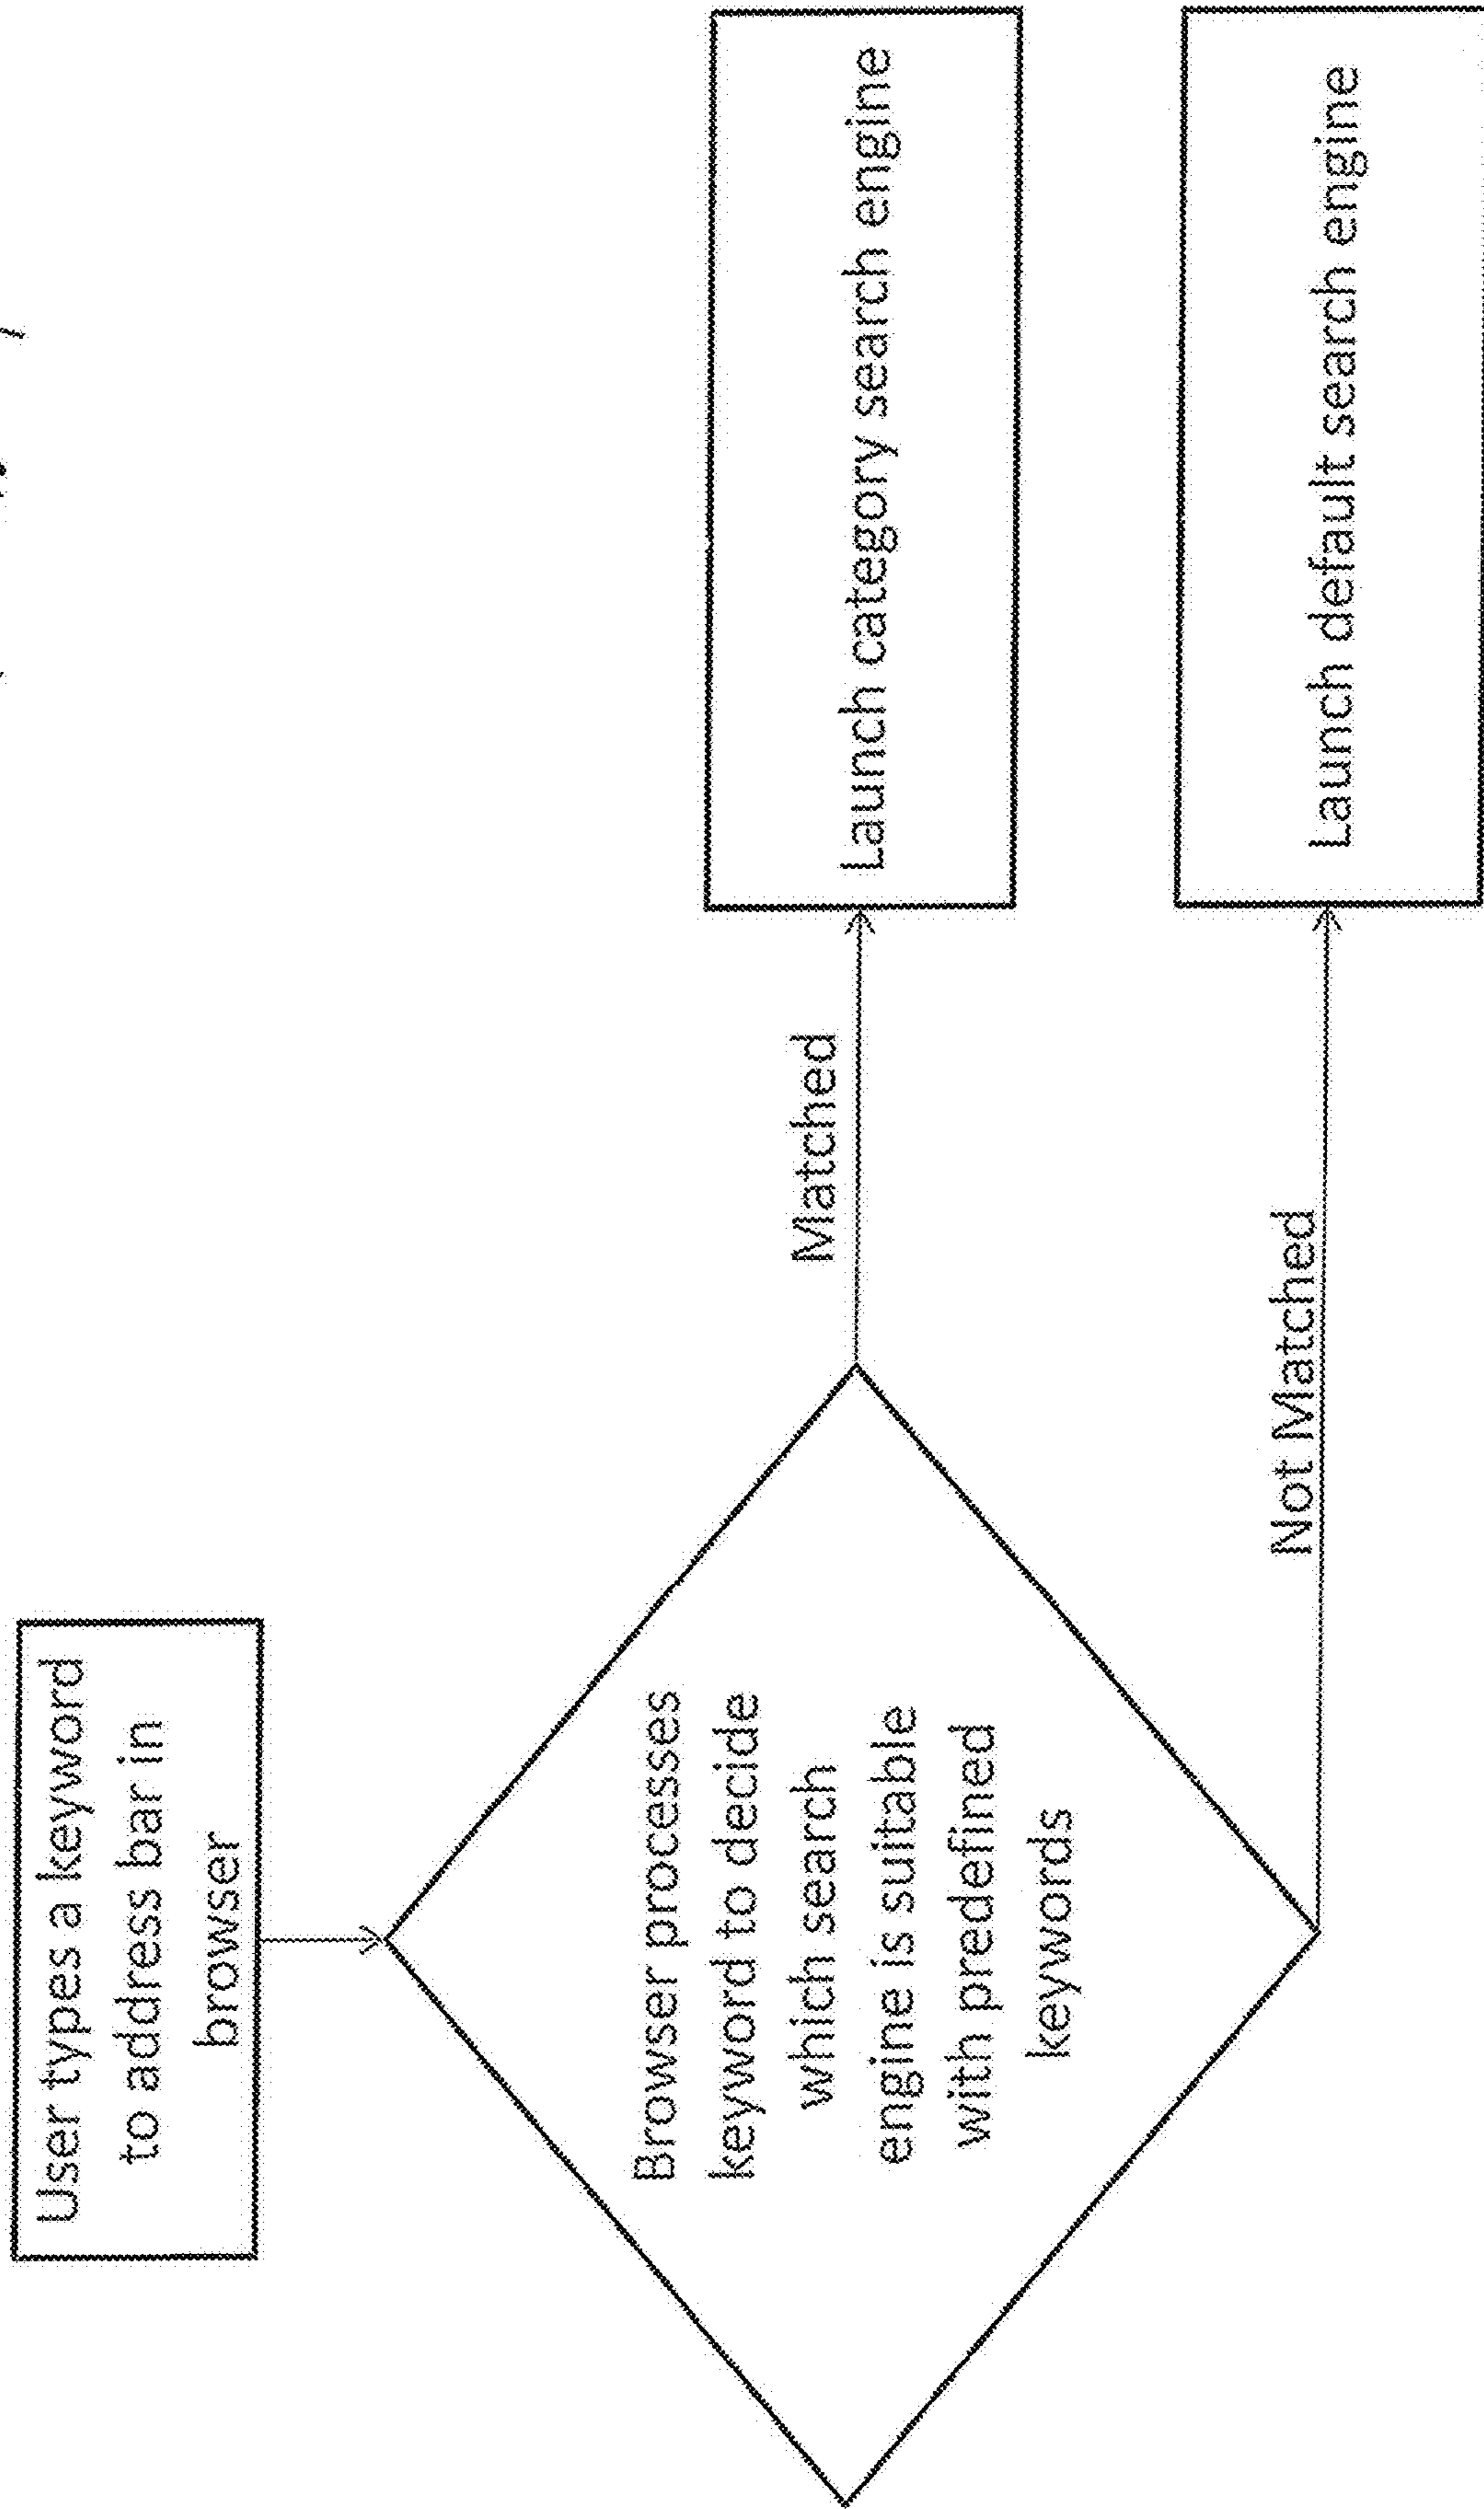 User types a keyword
to address bar in
browser
Browser processes
keyword to decide
which search
engine is suitable
with predefined
keywords
Matched
Launch category search engine
Not Matched
Launch default search engine